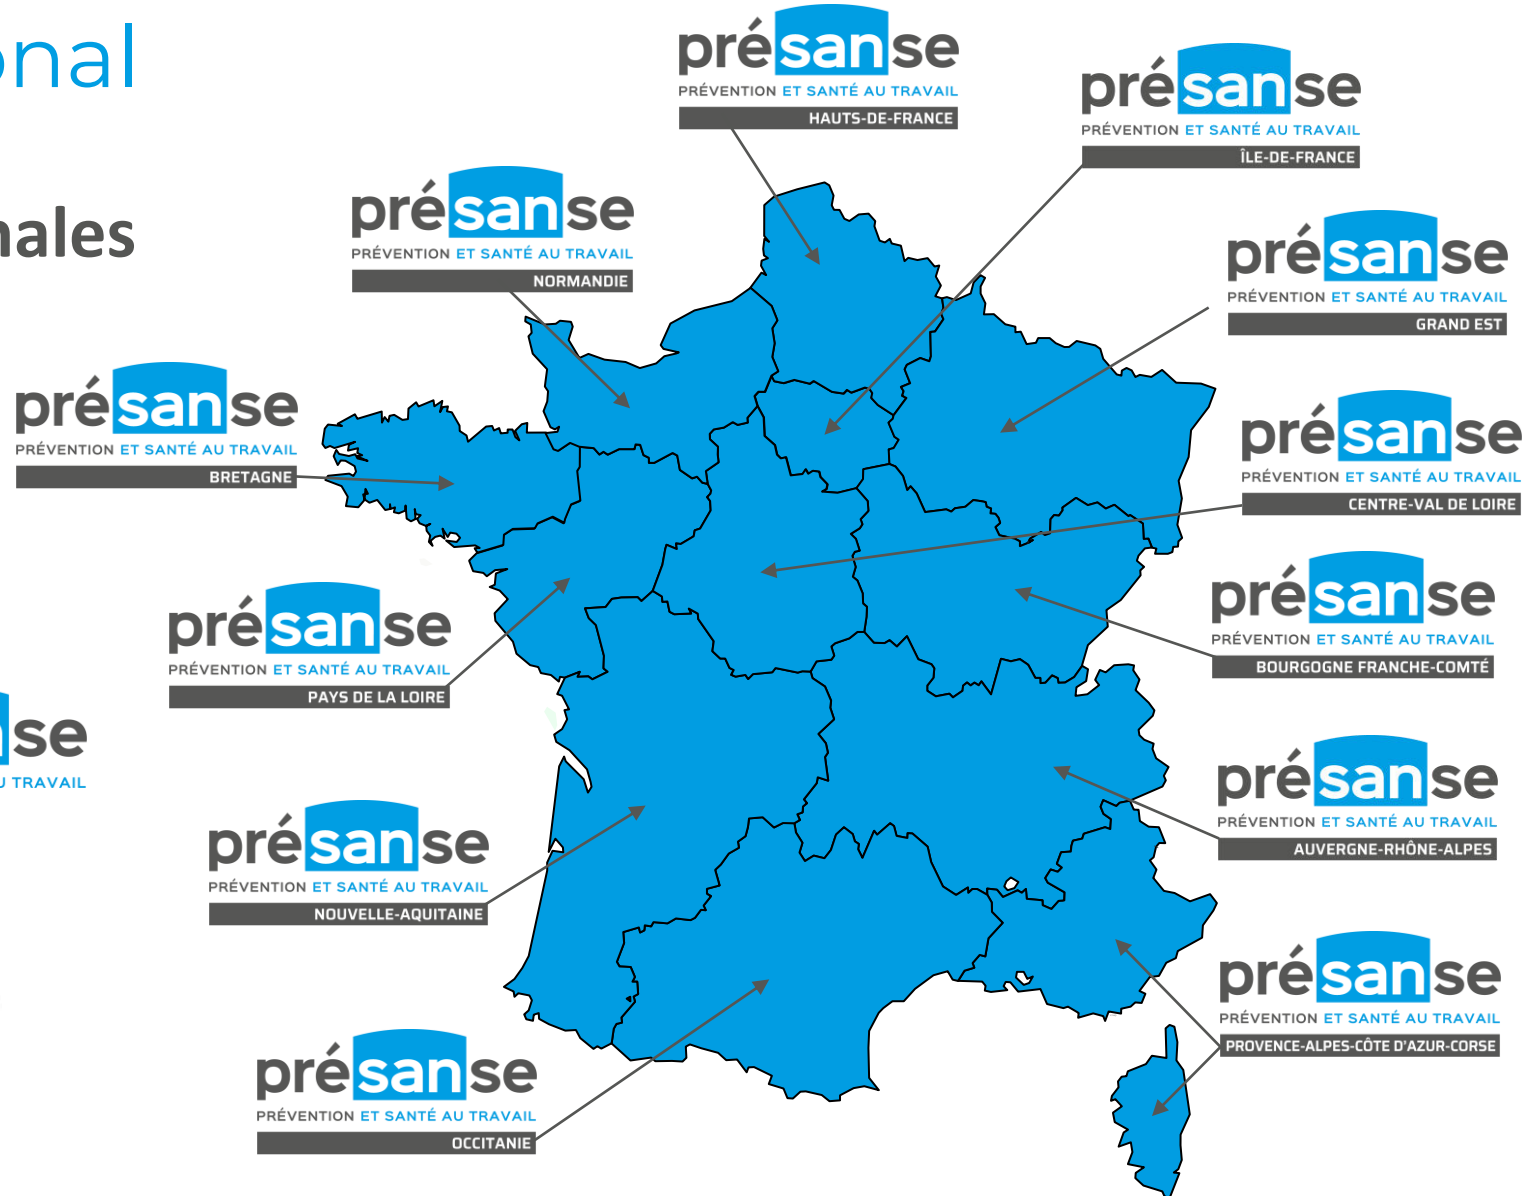 onal
nales
présanse
PRÉVENTION ET SANTÉ AU TRAVAIL
HAUTS-DE-FRANCE
présanse
PRÉVENTION ET SANTÉ AU TRAVAIL
ÎLE-DE-FRANCE
présanse
PRÉVENTION ET SANTÉ AU TRAVAIL
NORMANDIE
présanse
PRÉVENTION ET SANTÉ AU TRAVAIL
GRAND EST
présanse
PRÉVENTION ET SANTÉ AU TRAVAIL
BRETAGNE
présanse
PRÉVENTION ET SANTÉ AU TRAVAIL
CENTRE-VAL DE LOIRE
présanse
PRÉVENTION ET SANTÉ AU TRAVAIL
BOURGOGNE FRANCHE-COMTÉ
présanse
PRÉVENTION ET SANTÉ AU TRAVAIL
PAYS DE LA LOIRE
se
U TRAVAIL
présanse
PRÉVENTION ET SANTÉ AU TRAVAIL
AUVERGNE-RHÔNE-ALPES
présanse
PRÉVENTION ET SANTÉ AU TRAVAIL
NOUVELLE-AQUITAINE
présanse
PRÉVENTION ET SANTÉ AU TRAVAIL
PROVENCE-ALPES-CÔTE D'AZUR-CORSE
présanse
PRÉVENTION ET SANTÉ AU TRAVAIL
OCCITANIE